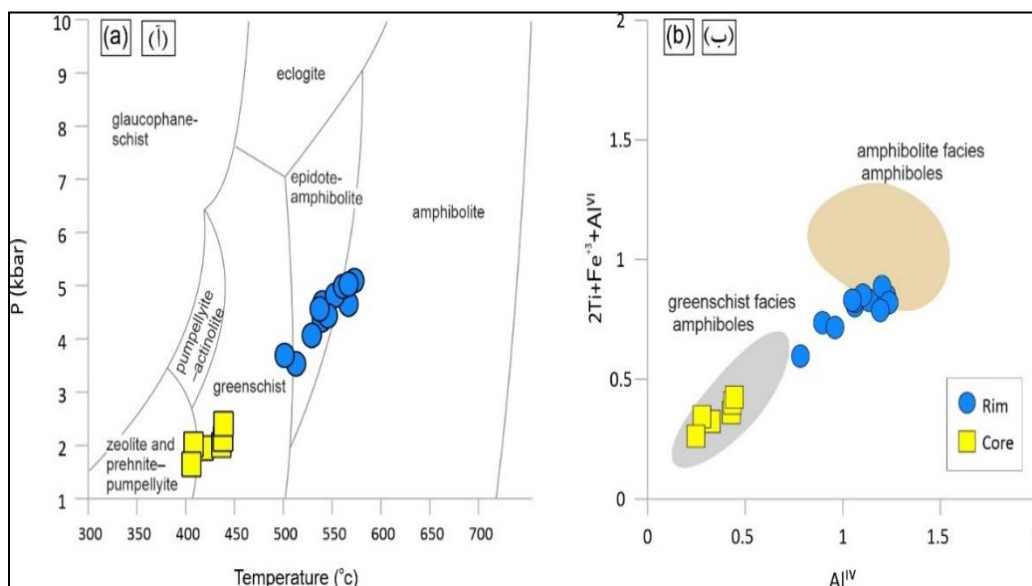 (a) (آ)
10
9
8
7
6
5
4
3
2
1
P (kbar)
glaucophane-
schist
eclogite
epidote-
amphibolite
amphibolite
pumpellyite
-actinolite
greenschist
zeolite and
prehnite–
pumpellyite
300 350 400 450 500 550 600 650 700
Temperature (°c)
(b) (ب)
2
1.5
1
0.5
0
2Ti+Fe⁺³+Alⱽᴵ
amphibolite facies
amphiboles
greenschist facies
amphiboles
Rim
Core
0 0.5 1 1.5
Alᴵⱽ